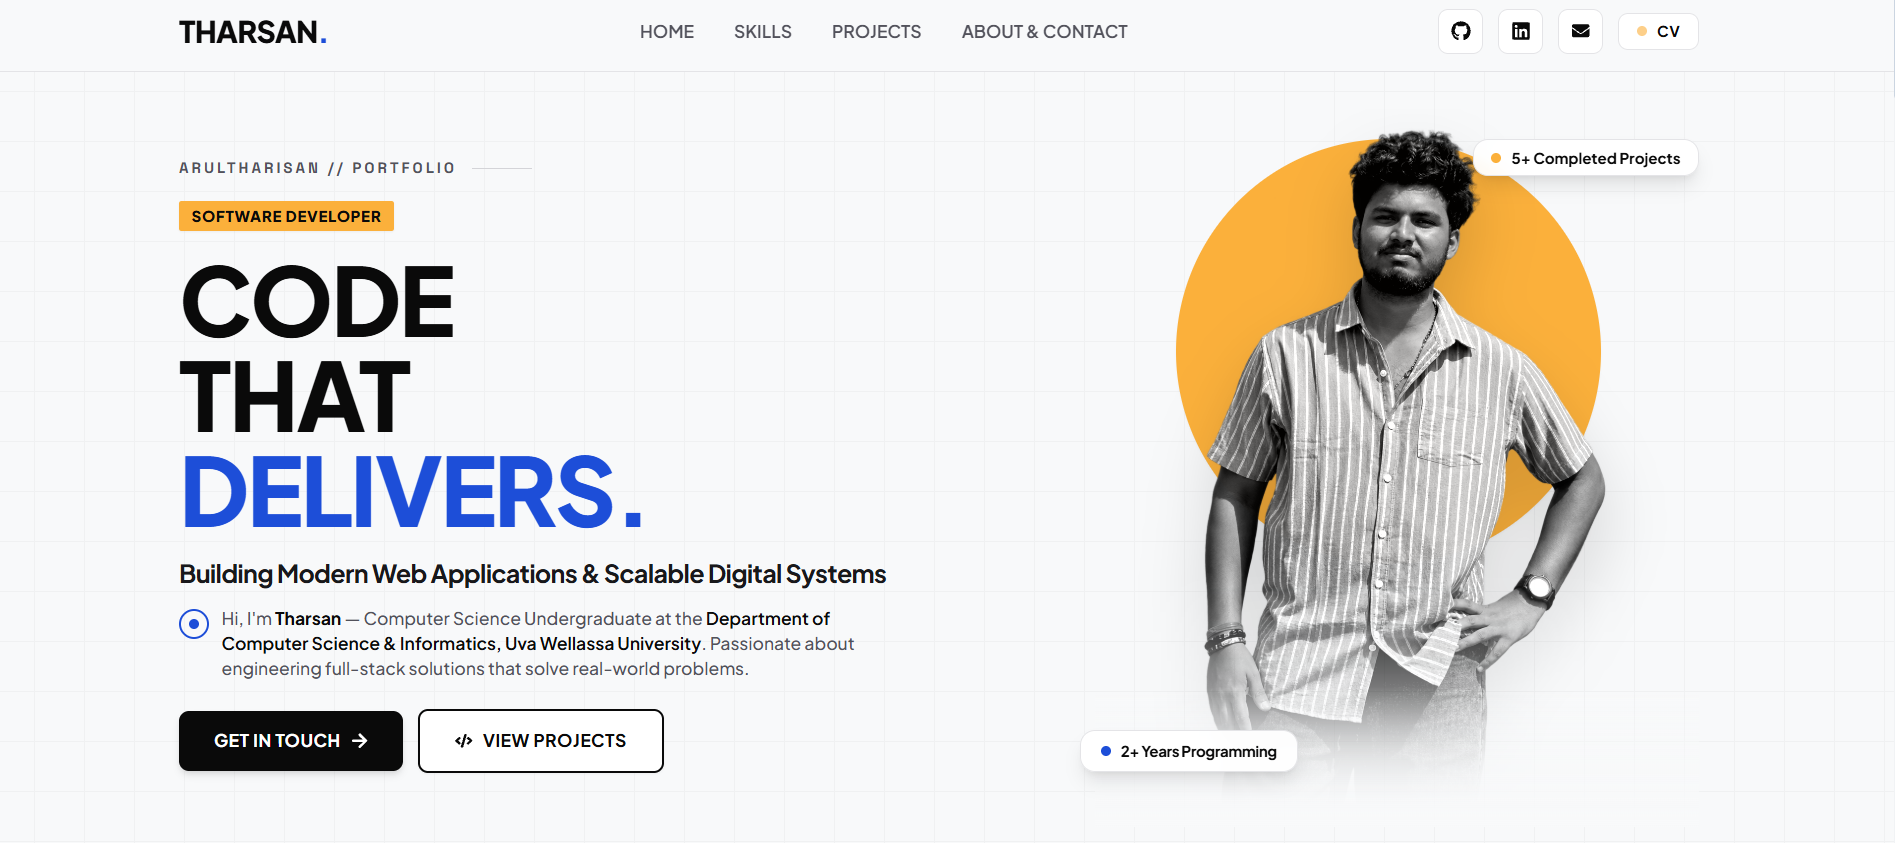 THARSAN.
HOME SKILLS PROJECTS ABOUT & CONTACT
CV
ARULTHARISAN // PORTFOLIO
SOFTWARE DEVELOPER
CODE
THAT
DELIVERS.
Building Modern Web Applications & Scalable Digital Systems
Hi, I'm Tharsan — Computer Science Undergraduate at the Department of
Computer Science & Informatics, Uva Wellassa University. Passionate about
engineering full-stack solutions that solve real-world problems.
GET IN TOUCH →
</> VIEW PROJECTS
5+ Completed Projects
2+ Years Programming